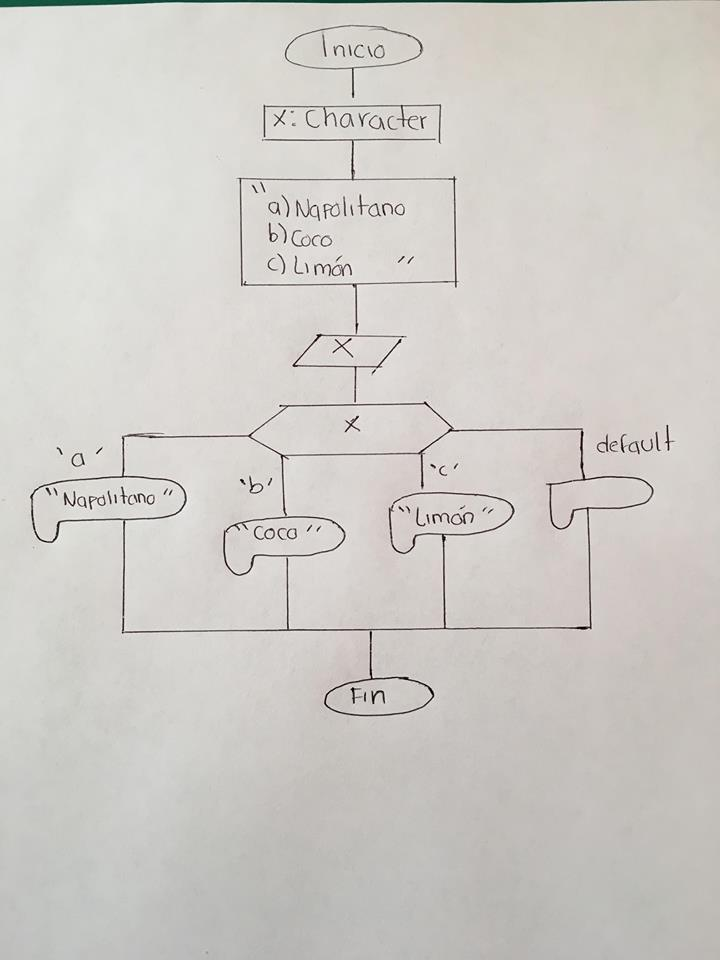 Inicio
x: Character
"a) Napolitano
b) Coco
c) Limón "
X
X
'a'
"Napolitano"
'b'
"Coco"
'c'
"Limón"
default
Fin